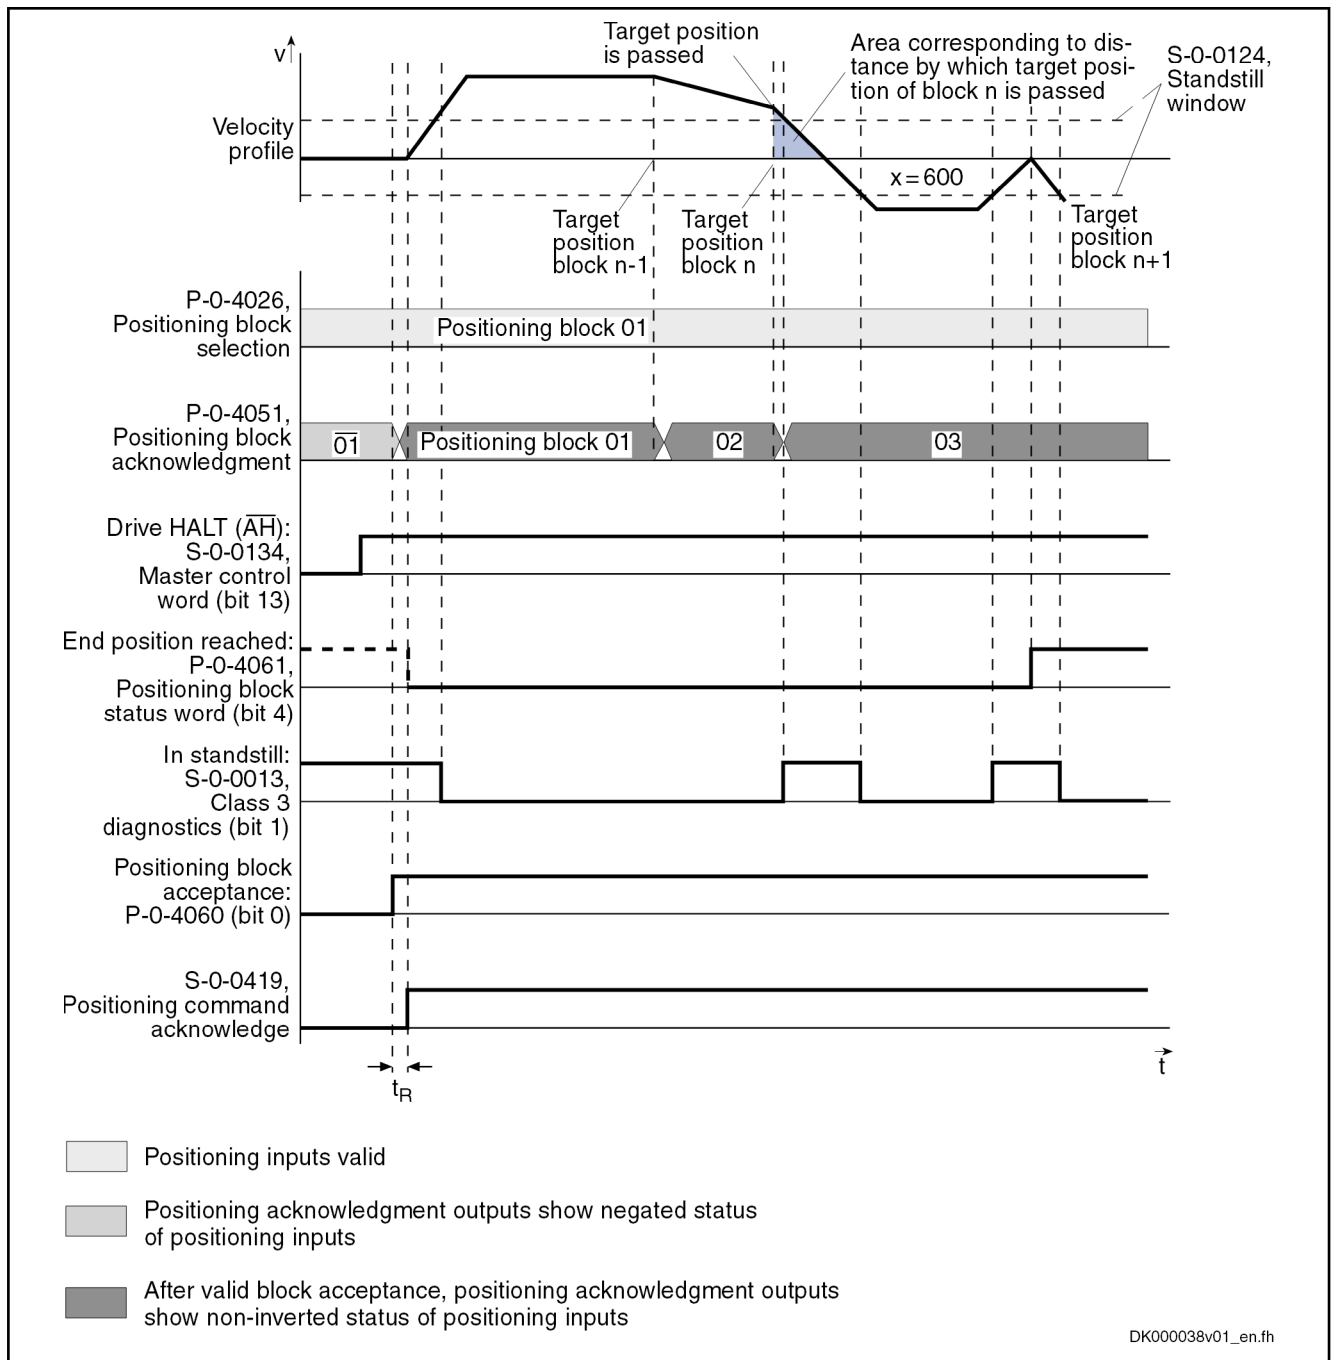 v
Target position
is passed
Area corresponding to dis-
tance by which target posi-
tion of block n is passed
S-0-0124,
Standstill
window
Velocity
profile
x=600
Target
position
block n-1
Target
position
block n
Target
position
block n+1
P-0-4026,
Positioning block
selection
Positioning block 01
P-0-4051,
Positioning block
acknowledgment
0̅1̅
Positioning block 01
02
03
Drive HALT (A̅H̅):
S-0-0134,
Master control
word (bit 13)
End position reached:
P-0-4061,
Positioning block
status word (bit 4)
In standstill:
S-0-0013,
Class 3
diagnostics (bit 1)
Positioning block
acceptance:
P-0-4060 (bit 0)
S-0-0419,
Positioning command
acknowledge
t
tR
Positioning inputs valid
Positioning acknowledgment outputs show negated status
of positioning inputs
After valid block acceptance, positioning acknowledgment outputs
show non-inverted status of positioning inputs
DK000038v01_en.fh